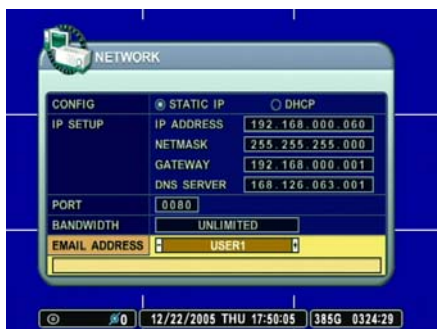 NETWORK
CONFIG STATIC IP DHCP
IP SETUP IP ADDRESS 192.168.000.060
NETMASK 255.255.255.000
GATEWAY 192.168.000.001
DNS SERVER 168.126.063.001
PORT 0080
BANDWIDTH UNLIMITED
EMAIL ADDRESS - USER1 +
0 12/22/2005 THU 17:50:05 385G 0324:29